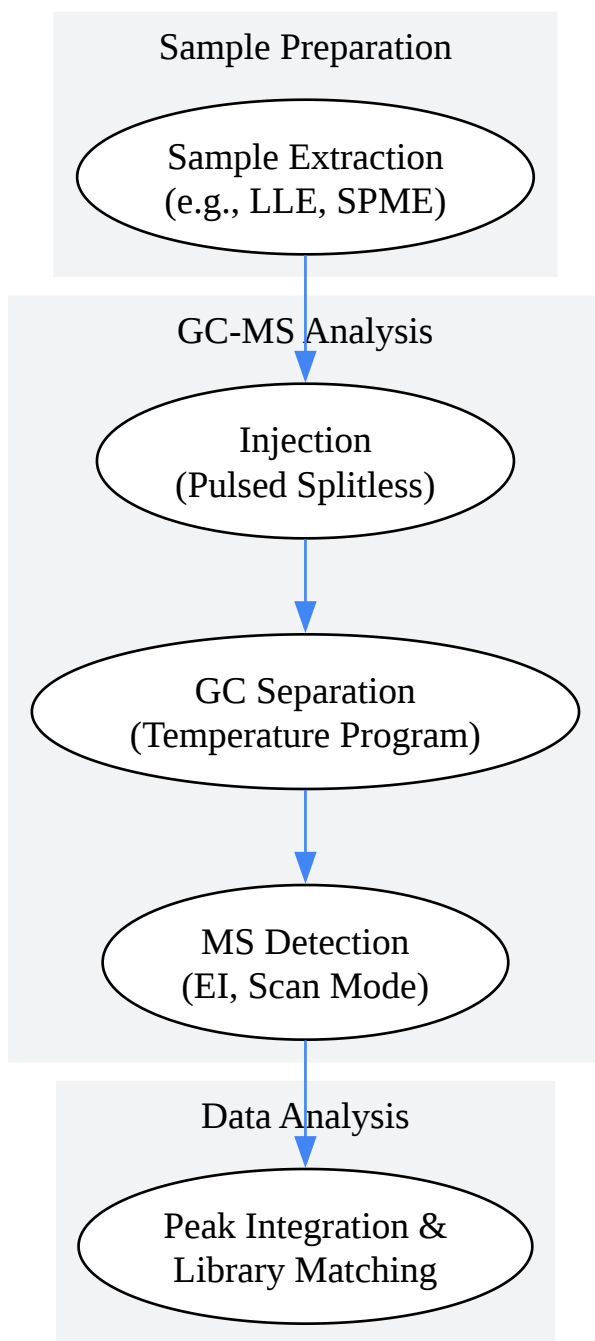 Sample Preparation
Sample Extraction
(e.g., LLE, SPME)
GC-MS Analysis
Injection
(Pulsed Splitless)
GC Separation
(Temperature Program)
MS Detection
(EI, Scan Mode)
Data Analysis
Peak Integration &
Library Matching